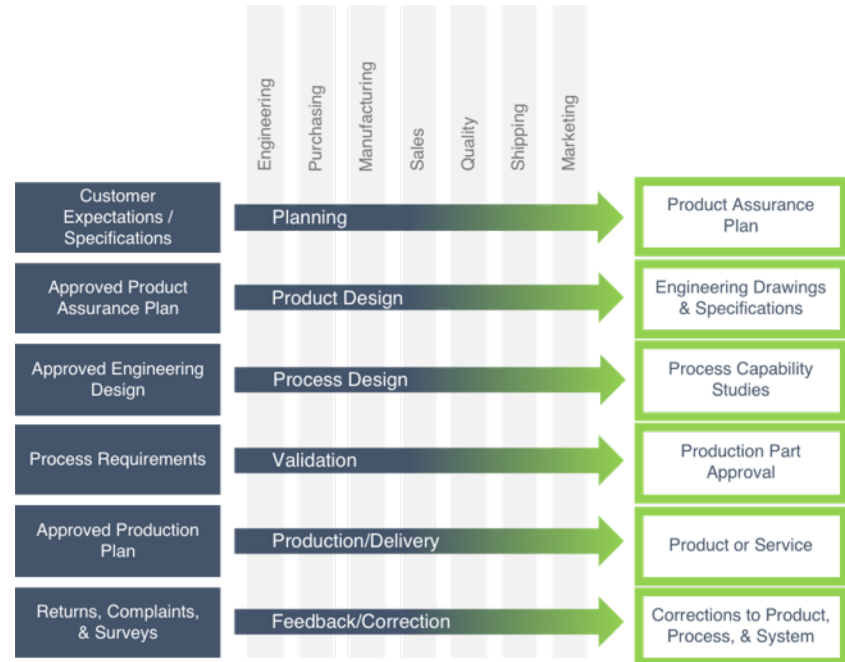 Engineering
Purchasing
Manufacturing
Sales
Quality
Shipping
Marketing
Customer
Expectations /
Specifications
Planning
Product Assurance
Plan
Approved Product
Assurance Plan
Product Design
Engineering Drawings
& Specifications
Approved Engineering
Design
Process Design
Process Capability
Studies
Process Requirements
Validation
Production Part
Approval
Approved Production
Plan
Production/Delivery
Product or Service
Returns, Complaints,
& Surveys
Feedback/Correction
Corrections to Product,
Process, & System